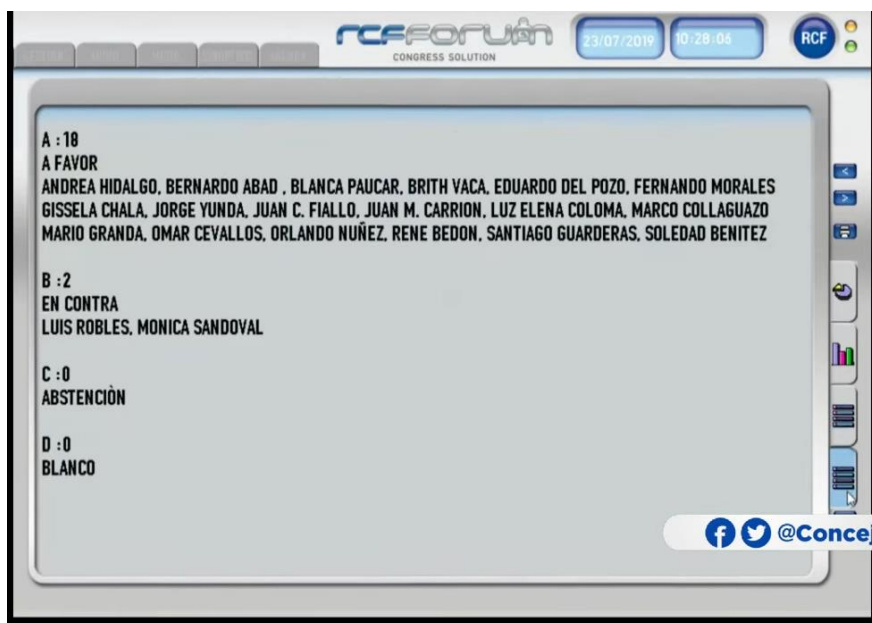 RCF FORUM
CONGRESS SOLUTION
23/07/2019
10:28:06
RCF
A :18
A FAVOR
ANDREA HIDALGO, BERNARDO ABAD , BLANCA PAUCAR, BRITH VACA, EDUARDO DEL POZO, FERNANDO MORALES
GISSELA CHALA, JORGE YUNDA, JUAN C. FIALLO, JUAN M. CARRION, LUZ ELENA COLOMA, MARCO COLLAGUAZO
MARIO GRANDA, OMAR CEVALLOS, ORLANDO NUÑEZ, RENE BEDON, SANTIAGO GUARDERAS, SOLEDAD BENITEZ
B :2
EN CONTRA
LUIS ROBLES, MONICA SANDOVAL
C :0
ABSTENCIÒN
D :0
BLANCO
@Concej